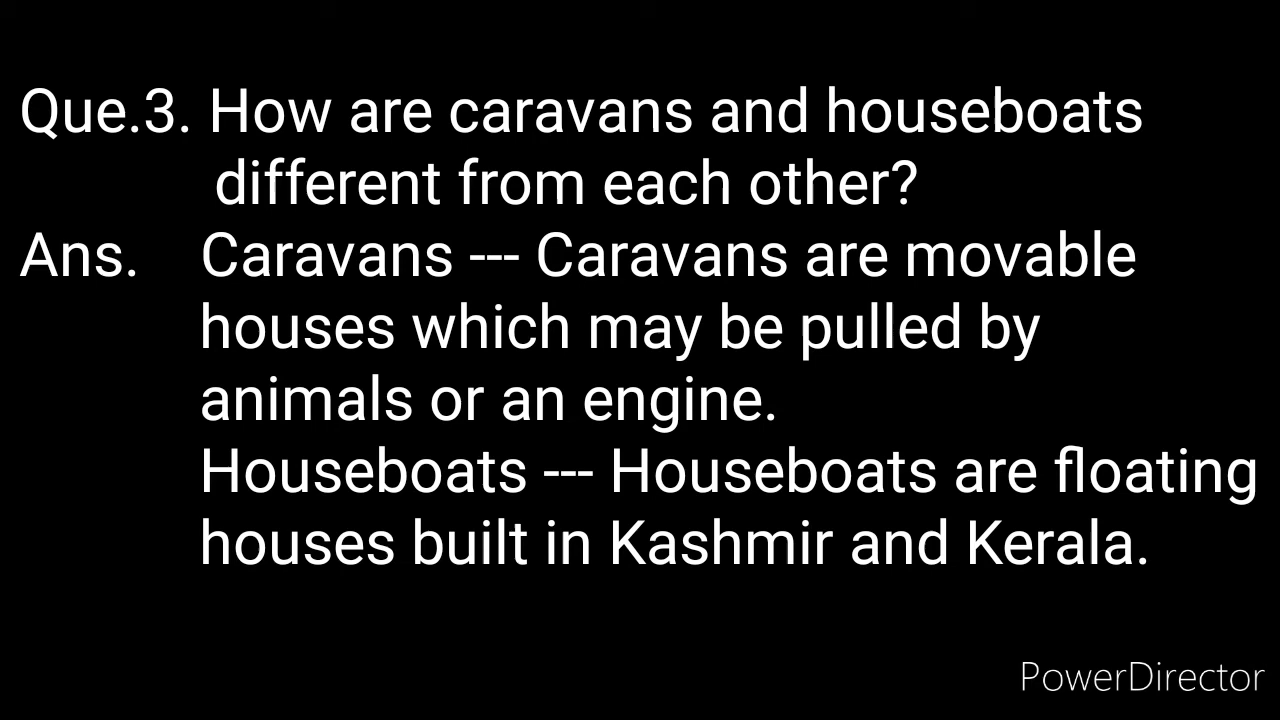 Que.3. How are caravans and houseboats
different from each other?
Ans. Caravans --- Caravans are movable
houses which may be pulled by
animals or an engine.
Houseboats --- Houseboats are floating
houses built in Kashmir and Kerala.
PowerDirector